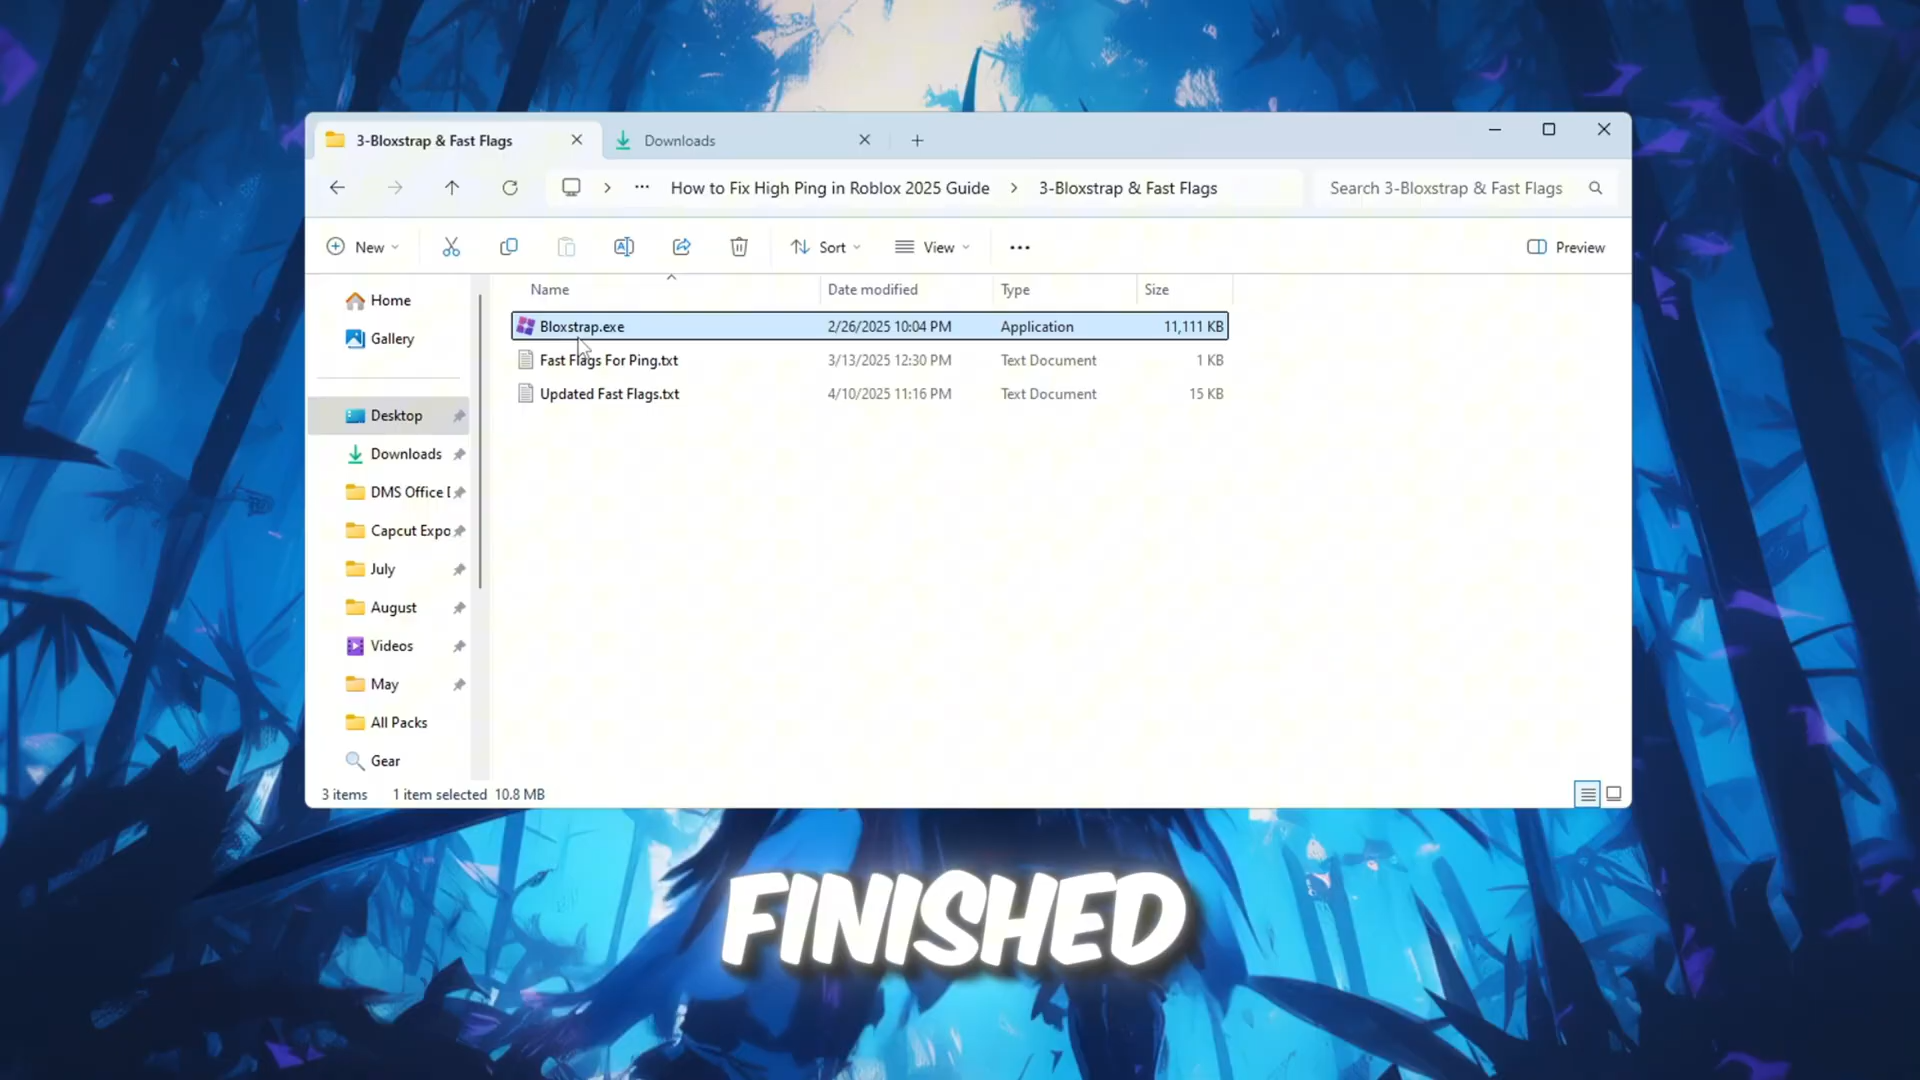 3-Bloxstrap & Fast Flags
Downloads
How to Fix High Ping in Roblox 2025 Guide
3-Bloxstrap & Fast Flags
Search 3-Bloxstrap & Fast Flags
New
Sort
View
Preview
Name
Date modified
Type
Size
Home
Gallery
Desktop
Downloads
DMS Office
Capcut Expo
July
August
Videos
May
All Packs
Gear
Bloxstrap.exe 2/26/2025 10:04 PM Application 11,111 KB
Fast Flags For Ping.txt 3/13/2025 12:30 PM Text Document 1 KB
Updated Fast Flags.txt 4/10/2025 11:16 PM Text Document 15 KB
3 items 1 item selected 10.8 MB
FINISHED